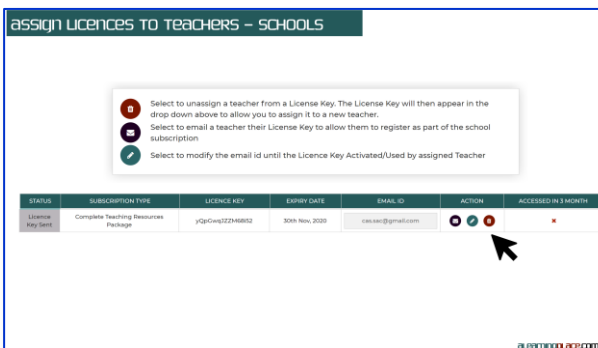 assign licences to teachers – schools
Select to unassign a teacher from a License Key. The License Key will then appear in the
drop down above to allow you to assign it to a new
teacher.
Select to email a teacher their License Key to allow them to register as part of the school
subscription
Select to modify the email id until the Licence Key Activated/Used by assigned Teacher
STATUS SUBSCRIPTION TYPE LICENCE KEY EXPIRY DATE EMAIL ID ACTION ACCESSED IN 3 MONTH
Licence Complete Teaching Resources
Key Sent Package 30th Nov, 2020
aLearningplace.com